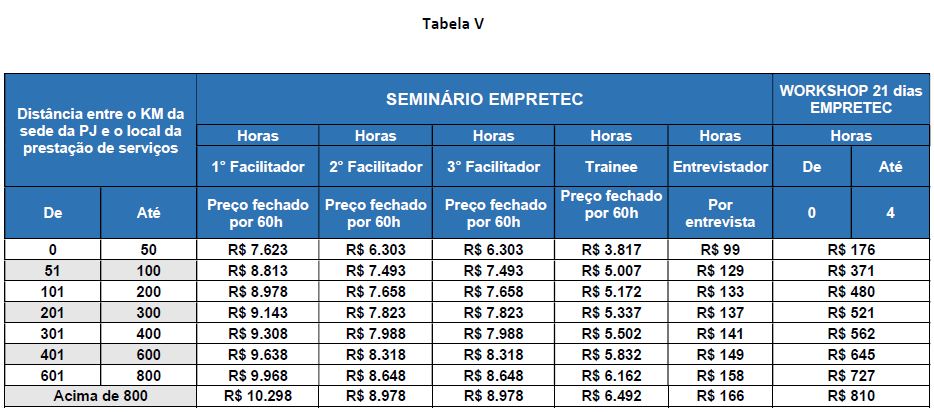 Tabela V
Distância entre o KM da
sede da PJ e o local da
prestação de serviços
SEMINÁRIO EMPRETEC
WORKSHOP 21 dias
EMPRETEC
Horas Horas Horas Horas Horas Horas
1° Facilitador 2° Facilitador 3° Facilitador Trainee Entrevistador De Até
De Até Preço fechado por 60h Preço fechado por 60h Preço fechado por 60h Preço fechado por 60h Por entrevista 0 4
0 50 R$ 7.623 R$ 6.303 R$ 6.303 R$ 3.817 R$ 99 R$ 176
51 100 R$ 8.813 R$ 7.493 R$ 7.493 R$ 5.007 R$ 129 R$ 371
101 200 R$ 8.978 R$ 7.658 R$ 7.658 R$ 5.172 R$ 133 R$ 480
201 300 R$ 9.143 R$ 7.823 R$ 7.823 R$ 5.337 R$ 137 R$ 521
301 400 R$ 9.308 R$ 7.988 R$ 7.988 R$ 5.502 R$ 141 R$ 562
401 600 R$ 9.638 R$ 8.318 R$ 8.318 R$ 5.832 R$ 149 R$ 645
601 800 R$ 9.968 R$ 8.648 R$ 8.648 R$ 6.162 R$ 158 R$ 727
Acima de 800 R$ 10.298 R$ 8.978 R$ 8.978 R$ 6.492 R$ 166 R$ 810